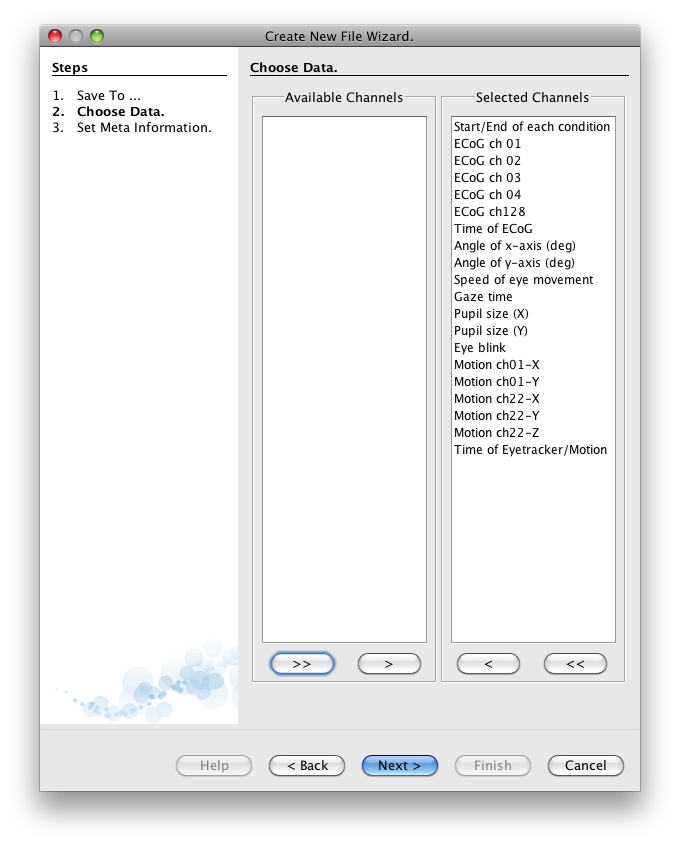 Create New File Wizard.
Steps
1. Save To ...
2. Choose Data.
3. Set Meta Information.
Choose Data.
Available Channels
Selected Channels
Start/End of each condition
ECoG ch 01
ECoG ch 02
ECoG ch 03
ECoG ch 04
ECoG ch128
Time of ECoG
Angle of x-axis (deg)
Angle of y-axis (deg)
Speed of eye movement
Gaze time
Pupil size (X)
Pupil size (Y)
Eye blink
Motion ch01-X
Motion ch01-Y
Motion ch22-X
Motion ch22-Y
Motion ch22-Z
Time of Eyetracker/Motion
>> > < <<
Help < Back Next > Finish Cancel